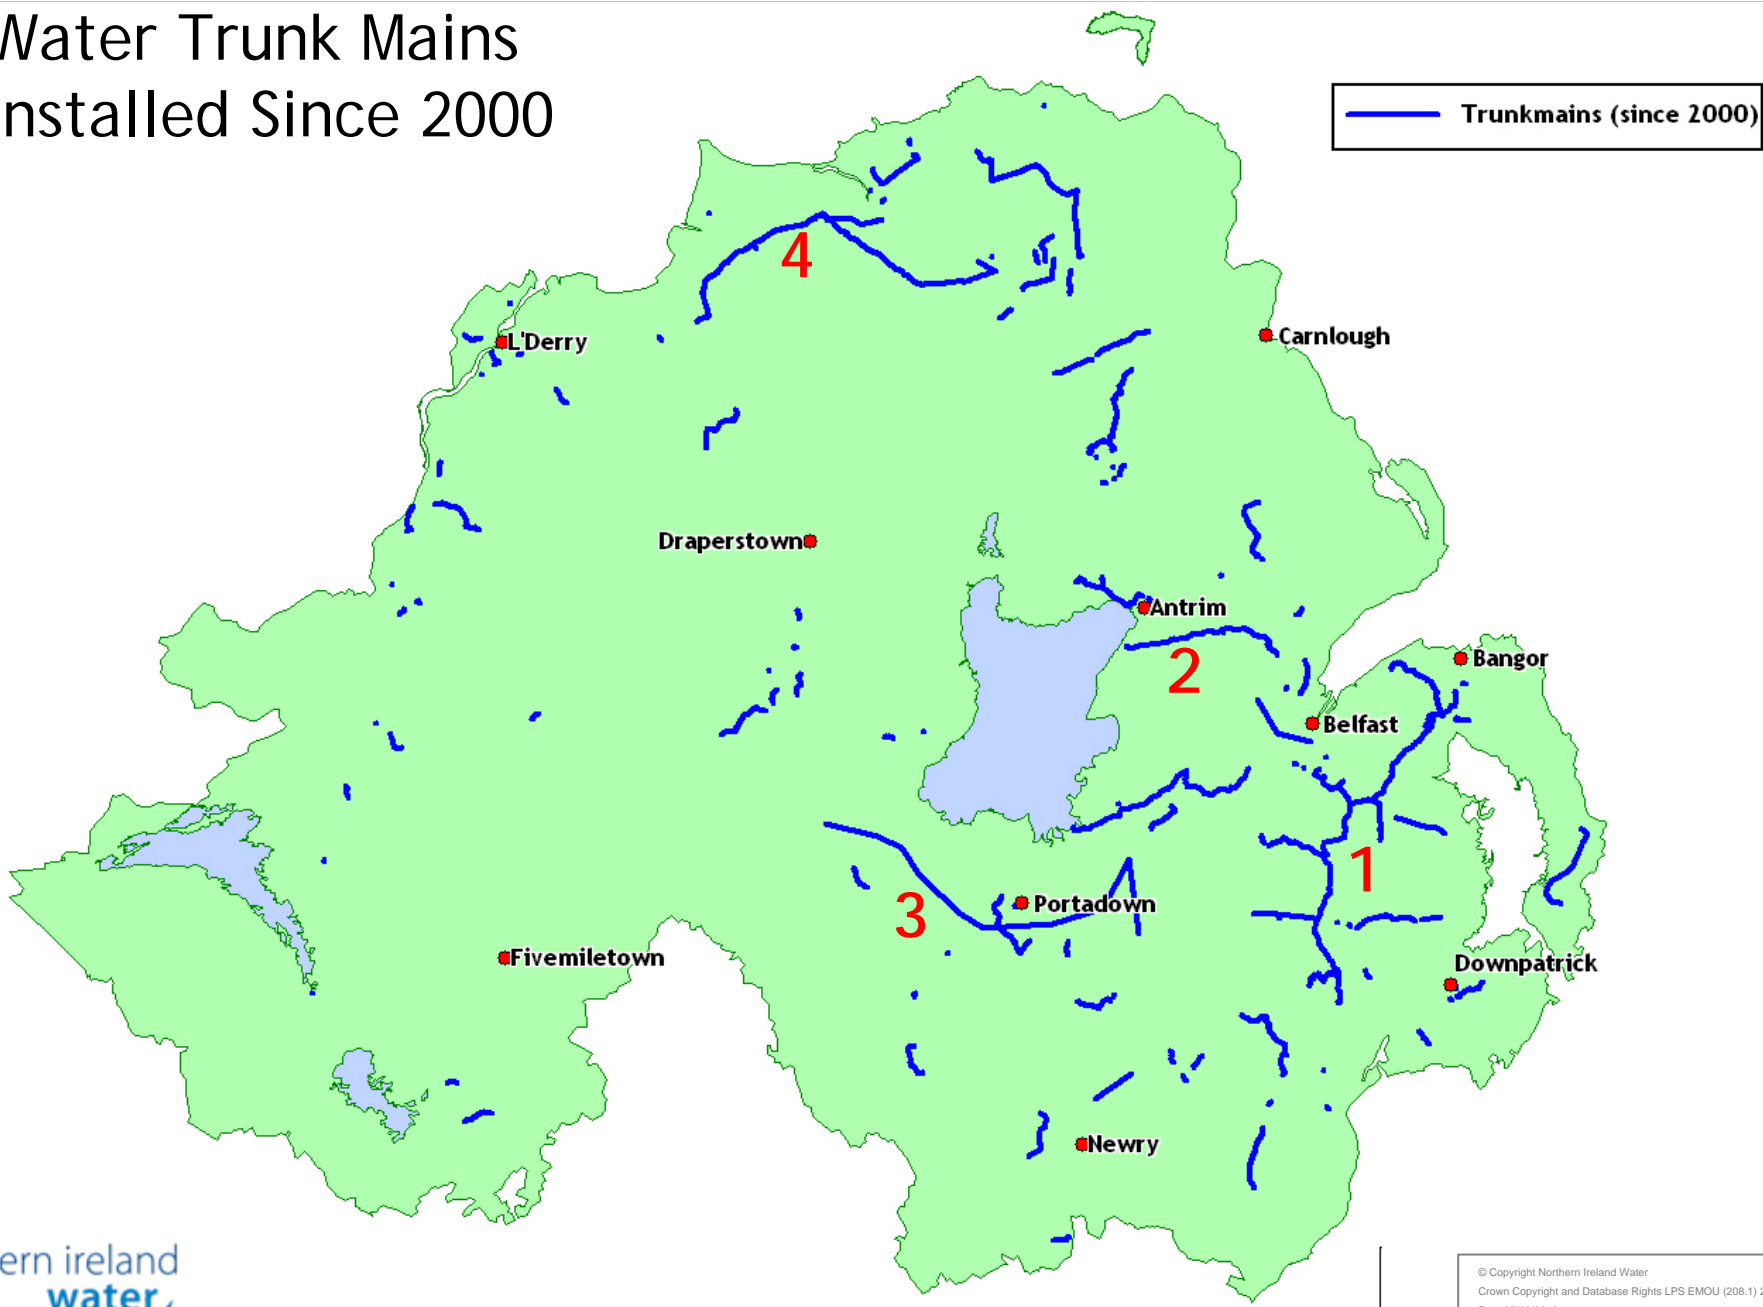 Water Trunk Mains
nstalled Since 2000
Trunkmains (since 2000)
4
L'Derry
Carnlough
Draperstown
Antrim
2
Bangor
Belfast
1
3
Portadown
Fivemiletown
Downpatrick
Newry
ern ireland
water
© Copyright Northern Ireland Water
Crown Copyright and Database Rights LPS EMOU (208.1)